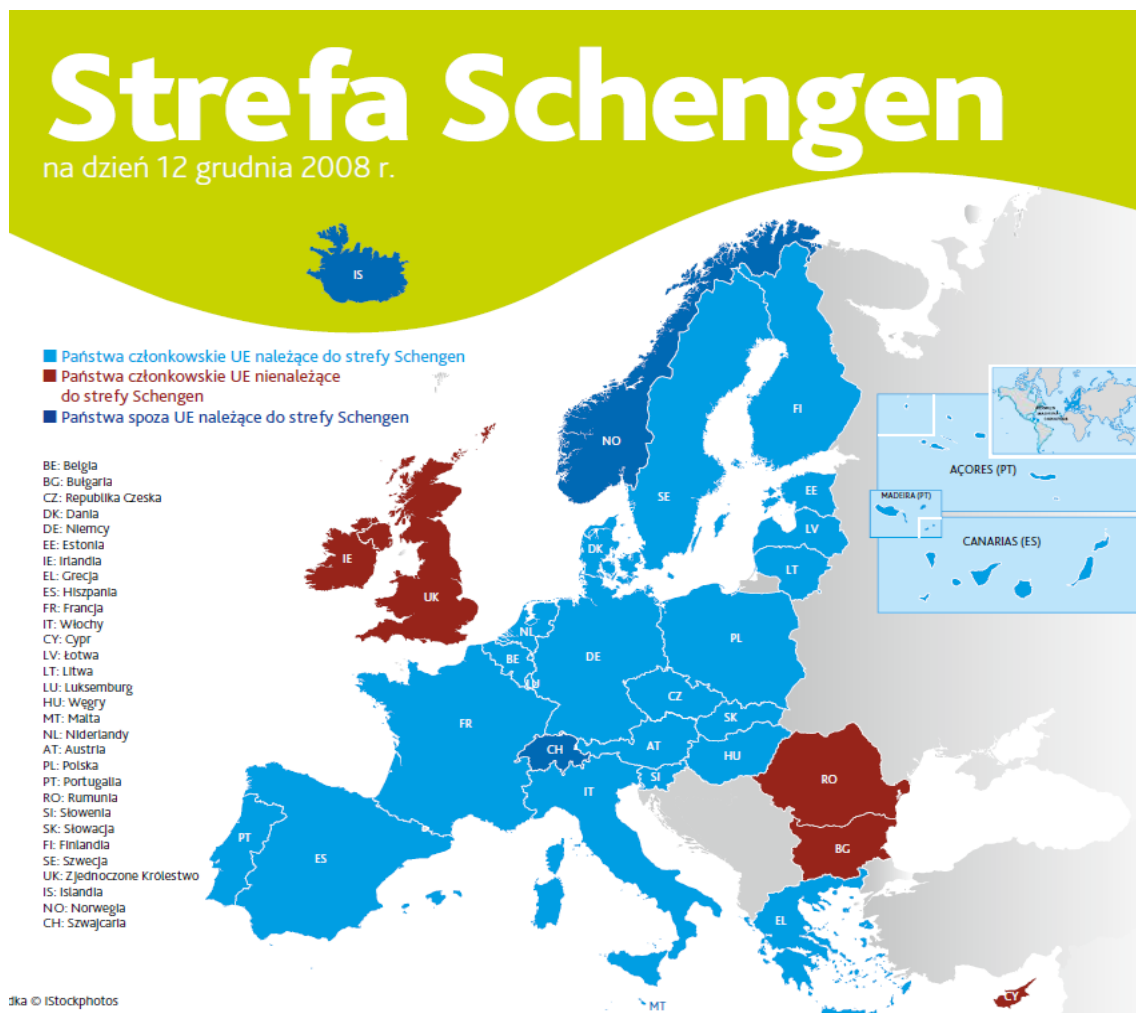 Strefa Schengen
na dzień 12 grudnia 2008 r.
IS
Państwa członkowskie UE należące do strefy Schengen
Państwa członkowskie UE nienależące
do strefy Schengen
Państwa spoza UE należące do strefy Schengen
BE: Belgia
BG: Bułgaria
CZ: Republika Czeska
DK: Dania
DE: Niemcy
EE: Estonia
IE: Irlandia
EL: Grecja
ES: Hiszpania
FR: Francja
IT: Włochy
CY: Cypr
LV: Łotwa
LT: Litwa
LU: Luksemburg
HU: Węgry
MT: Malta
NL: Niderlandy
AT: Austria
PL: Polska
PT: Portugalia
RO: Rumunia
SI: Słowenia
SK: Słowacja
FI: Finlandia
SE: Szwecja
UK: Zjednoczone Królestwo
IS: Islandia
NO: Norwegia
CH: Szwajcaria
NO
FI
SE
EE
LV
LT
DK
IE
UK
NL
BE
LU
DE
PL
CZ
SK
FR
CH
AT
HU
SI
IT
RO
BG
PT
ES
EL
MT
CY
AÇORES (PT)
MADEIRA (PT)
CANARIAS (ES)
dka © iStockphotos